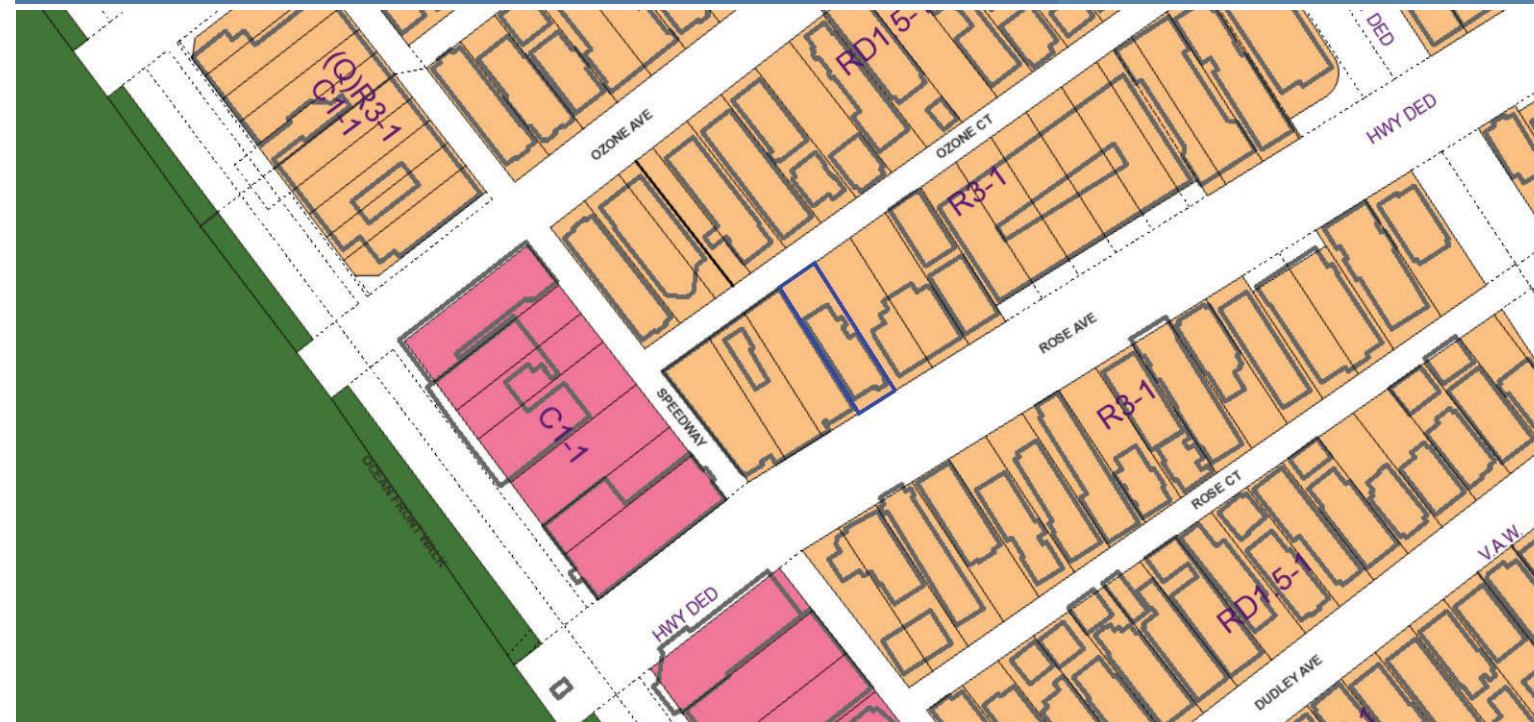 DED
RD1.5-
(Q)R3-1
C1-1
OZONE AVE
OZONE CT
HWY DED
R3-1
ROSE AVE
SPEEDWAY
R3-1
C1-1
OCEAN FRONT WALK
ROSE CT
V.A.W.
RD1.5-1
HWY DED
DUDLEY AVE
1